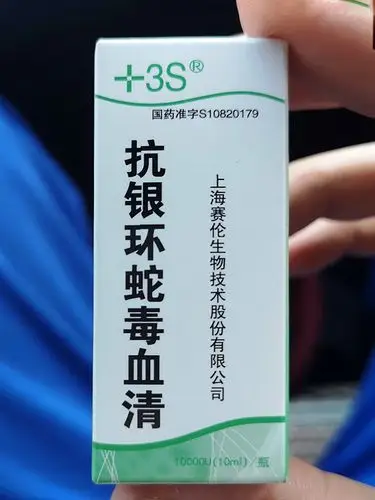 +3S®
国药准字S10820179
抗银环蛇毒血清
上海赛伦生物技术股份有限公司
10000U(10ml)/瓶